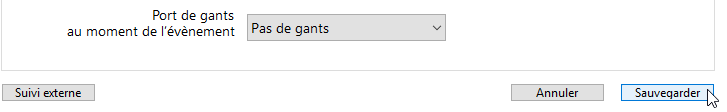 Port de gants
au moment de l'évènement
Pas de gants
Suivi externe
Annuler
Sauvegarder